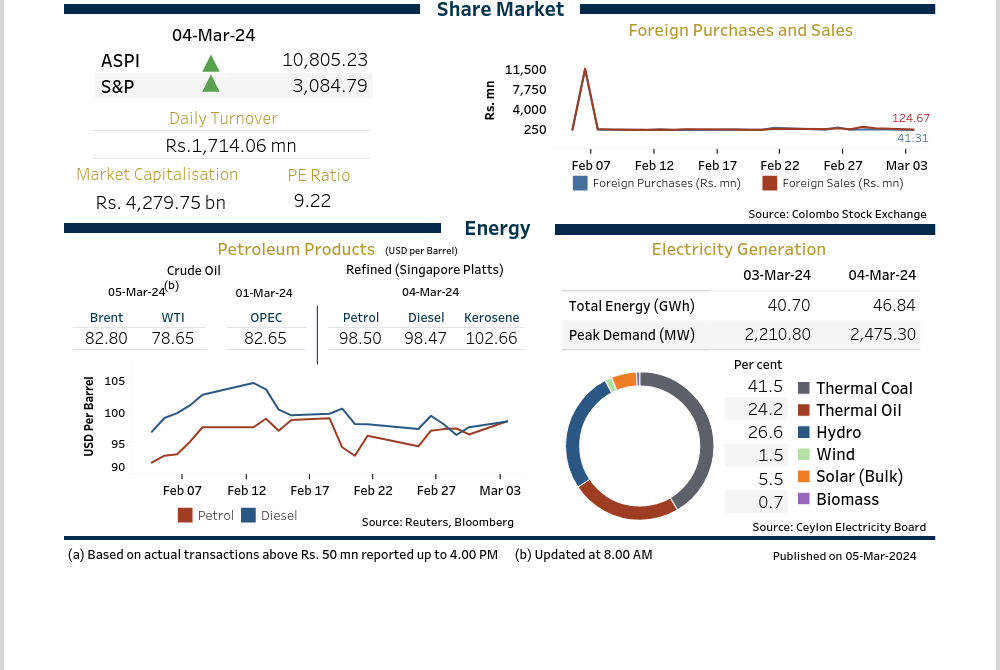 Share Market
04-Mar-24
ASPI 10,805.23
S&P 3,084.79
Daily Turnover
Rs.1,714.06 mn
Market Capitalisation PE Ratio
Rs. 4,279.75 bn 9.22
Foreign Purchases and Sales
Rs. mn
11,500
7,750
4,000
250
124.67
41.31
Feb 07 Feb 12 Feb 17 Feb 22 Feb 27 Mar 03
Foreign Purchases (Rs. mn) Foreign Sales (Rs. mn)
Source: Colombo Stock Exchange
Energy
Petroleum Products (USD per Barrel)
Crude Oil Refined (Singapore Platts)
05-Mar-24(b) 01-Mar-24 04-Mar-24
Brent WTI OPEC Petrol Diesel Kerosene
82.80 78.65 82.65 98.50 98.47 102.66
USD Per Barrel
105
100
95
90
Feb 07 Feb 12 Feb 17 Feb 22 Feb 27 Mar 03
Petrol Diesel
Source: Reuters, Bloomberg
Electricity Generation
03-Mar-24 04-Mar-24
Total Energy (GWh) 40.70 46.84
Peak Demand (MW) 2,210.80 2,475.30
Per cent
41.5 Thermal Coal
24.2 Thermal Oil
26.6 Hydro
1.5 Wind
5.5 Solar (Bulk)
0.7 Biomass
Source: Ceylon Electricity Board
(a) Based on actual transactions above Rs. 50 mn reported up to 4.00 PM (b) Updated at 8.00 AM Published on 05-Mar-2024